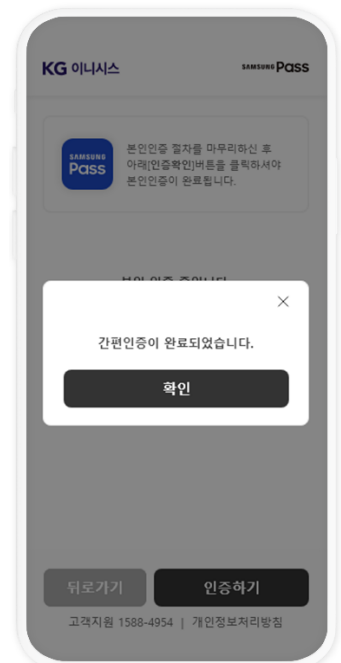 KG 이니시스
SAMSUNG Pass
SAMSUNG
Pass
본인인증 절차를 마무리하신 후
아래[인증확인]버튼을 클릭하셔야
본인인증이 완료됩니다.
간편인증이 완료되었습니다.
확인
뒤로가기
인증하기
고객지원 1588-4954 | 개인정보처리방침